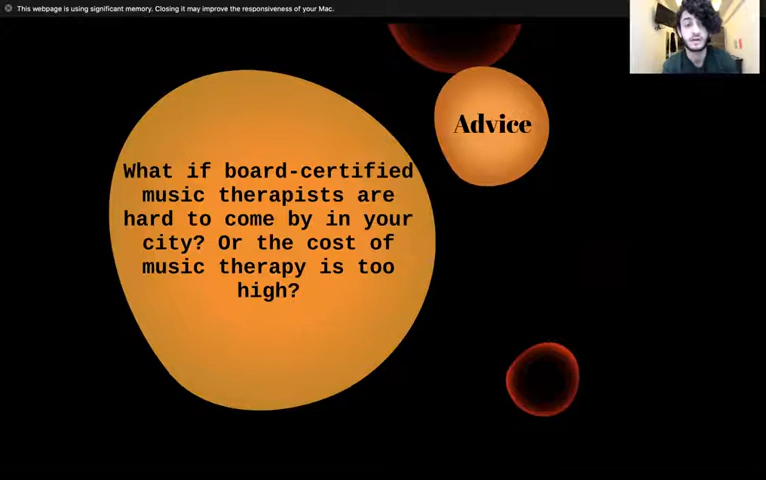 This webpage is using significant memory. Closing it may improve the responsiveness of your Mac.
Advice
What if board-certified
music therapists are
hard to come by in your
city? Or the cost of
music therapy is too
high?